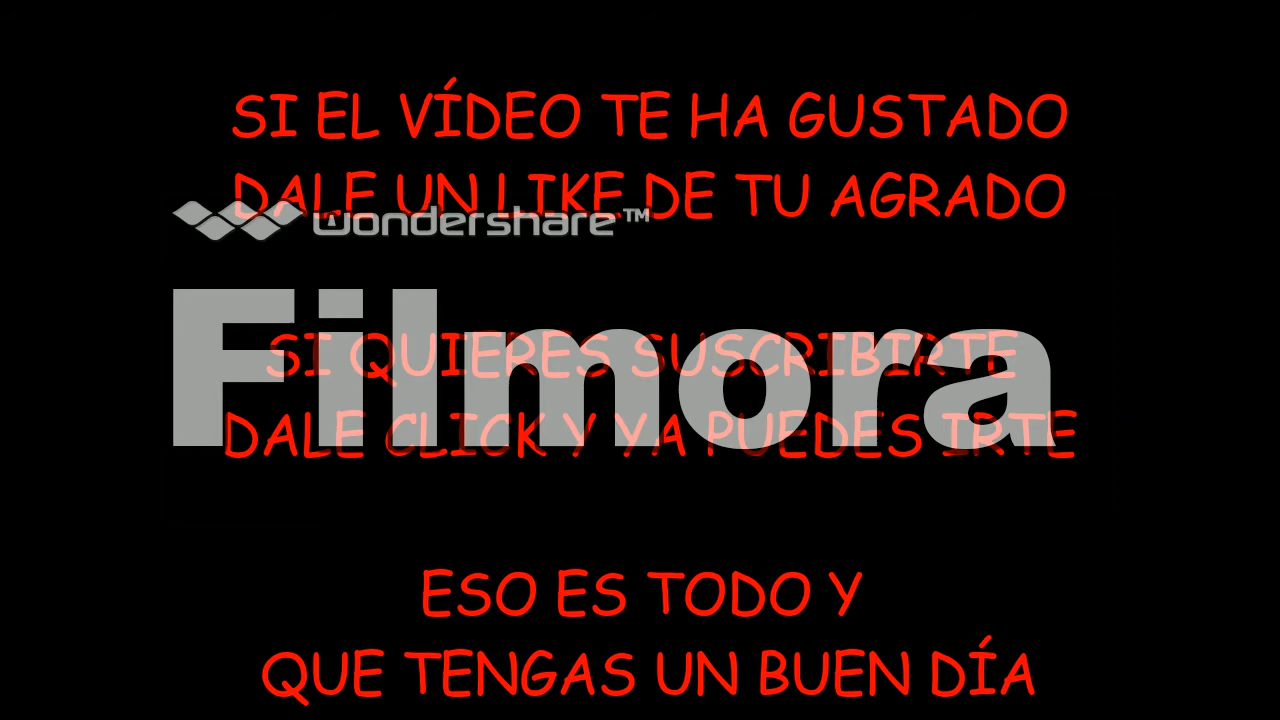 SI EL VÍDEO TE HA GUSTADO
DALE UN LIKE DE TU AGRADO
wondershare™
Filmora
SI QUIERES SUSCRIBIRTE
DALE CLICK Y YA PUEDES IRTE
ESO ES TODO Y
QUE TENGAS UN BUEN DÍA